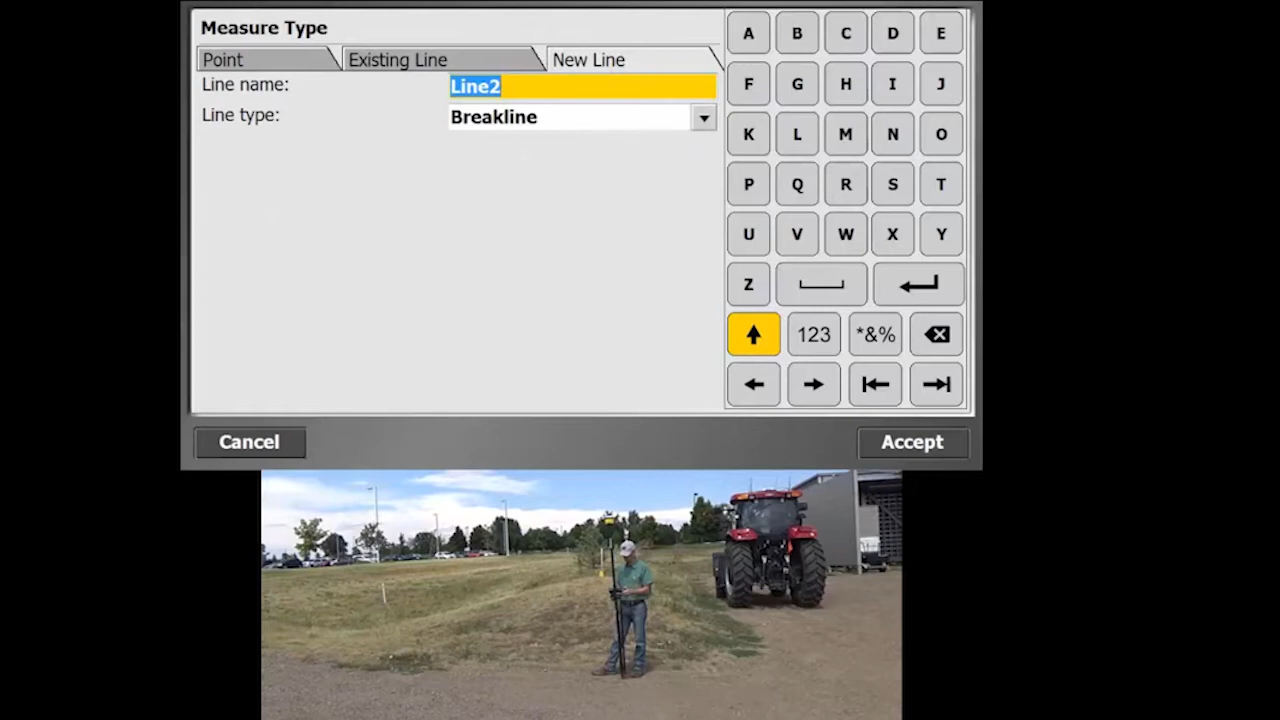 Measure Type
Point Existing Line New Line
Line name: Line2
Line type: Breakline
A B C D E
F G H I J
K L M N O
P Q R S T
U V W X Y
Z
123 *&%
Cancel Accept